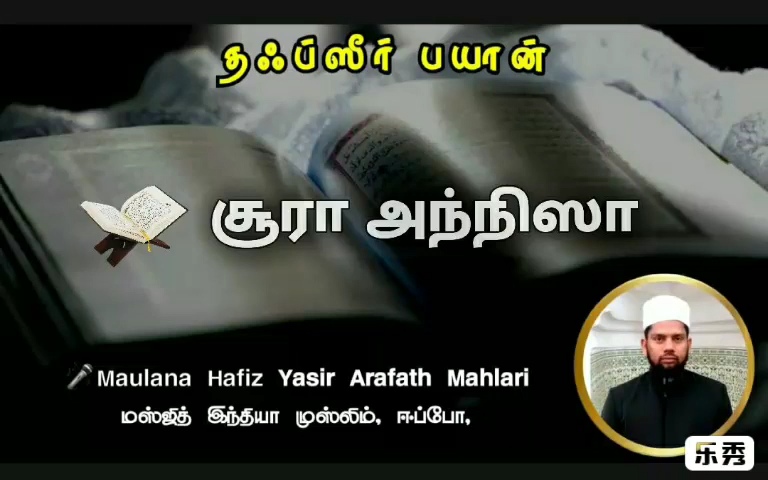 தஃப்ஸீர் பயான்
சூரா அந்நிஸா
Maulana Hafiz Yasir Arafath Mahlari
மஸ்ஜித் இந்தியா முஸ்லிம், ஈப்போ,
乐秀